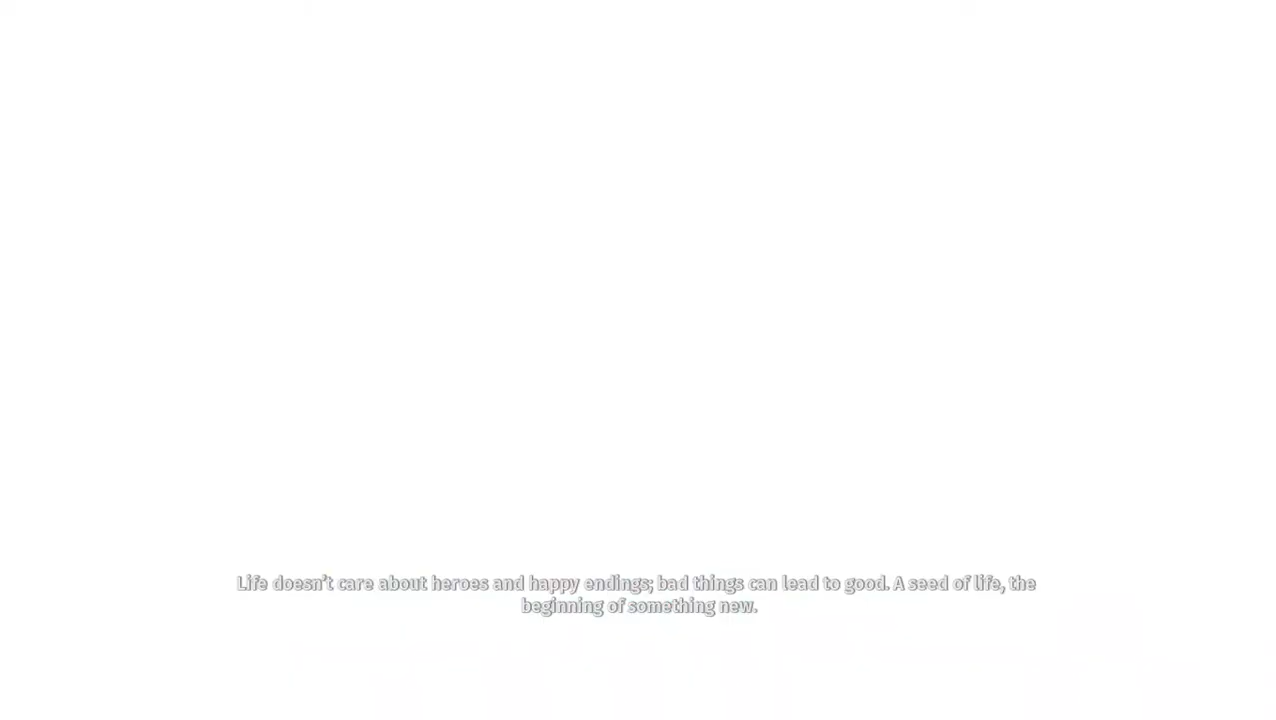 Life doesn't care about heroes and happy endings; bad things can lead to good. A seed of life, the
beginning of something new.